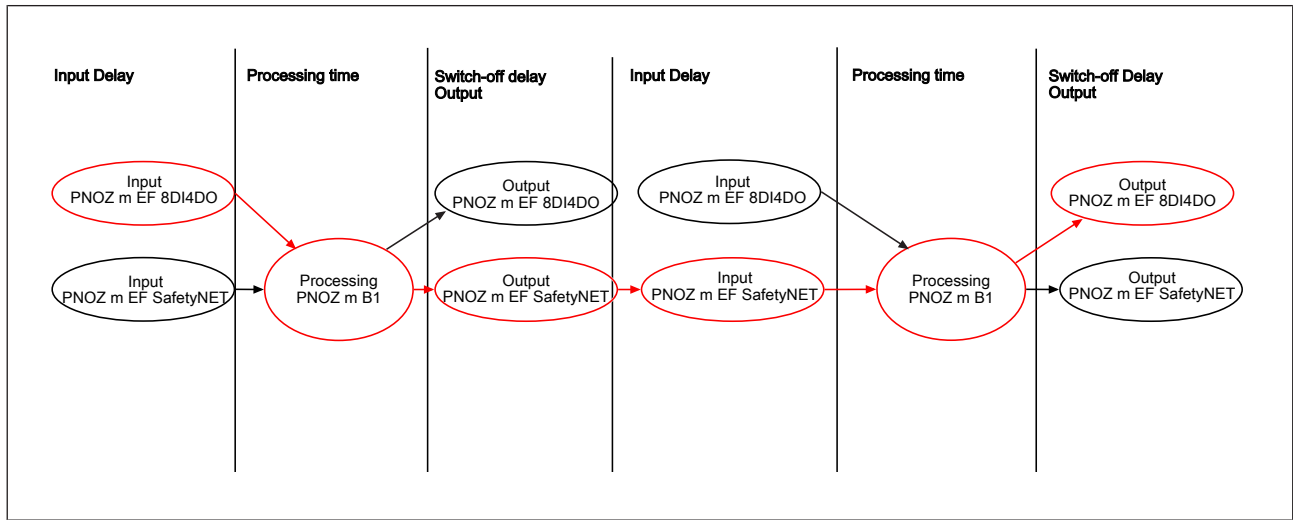 Input Delay
Processing time
Switch-off delay
Output
Input Delay
Processing time
Switch-off Delay
Output
Input
PNOZ m EF 8DI4DO
Output
PNOZ m EF 8DI4DO
Input
PNOZ m EF 8DI4DO
Output
PNOZ m EF 8DI4DO
Input
PNOZ m EF SafetyNET
Processing
PNOZ m B1
Output
PNOZ m EF SafetyNET
Input
PNOZ m EF SafetyNET
Processing
PNOZ m B1
Output
PNOZ m EF SafetyNET